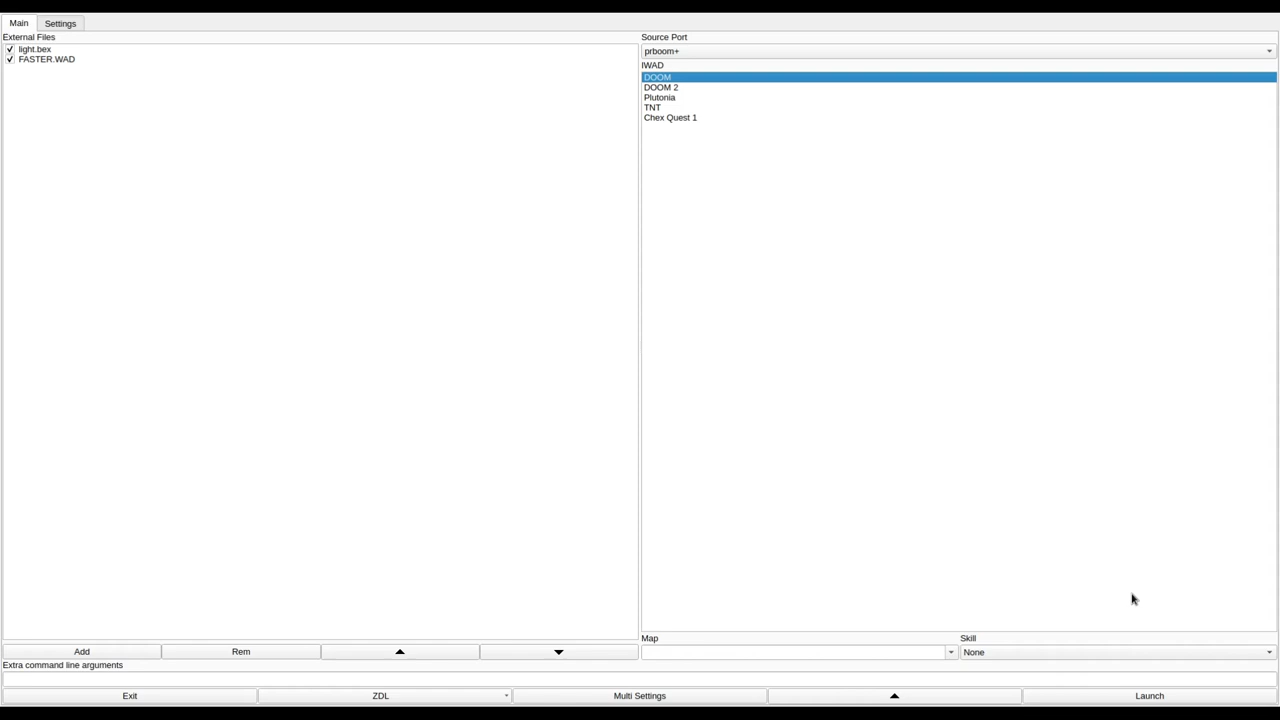 Main Settings
External Files
light.bex
FASTER.WAD
Source Port
prboom+
IWAD
DOOM
DOOM 2
Plutonia
TNT
Chex Quest 1
Add Rem
Map Skill
None
Extra command line arguments
Exit ZDL Multi Settings Launch